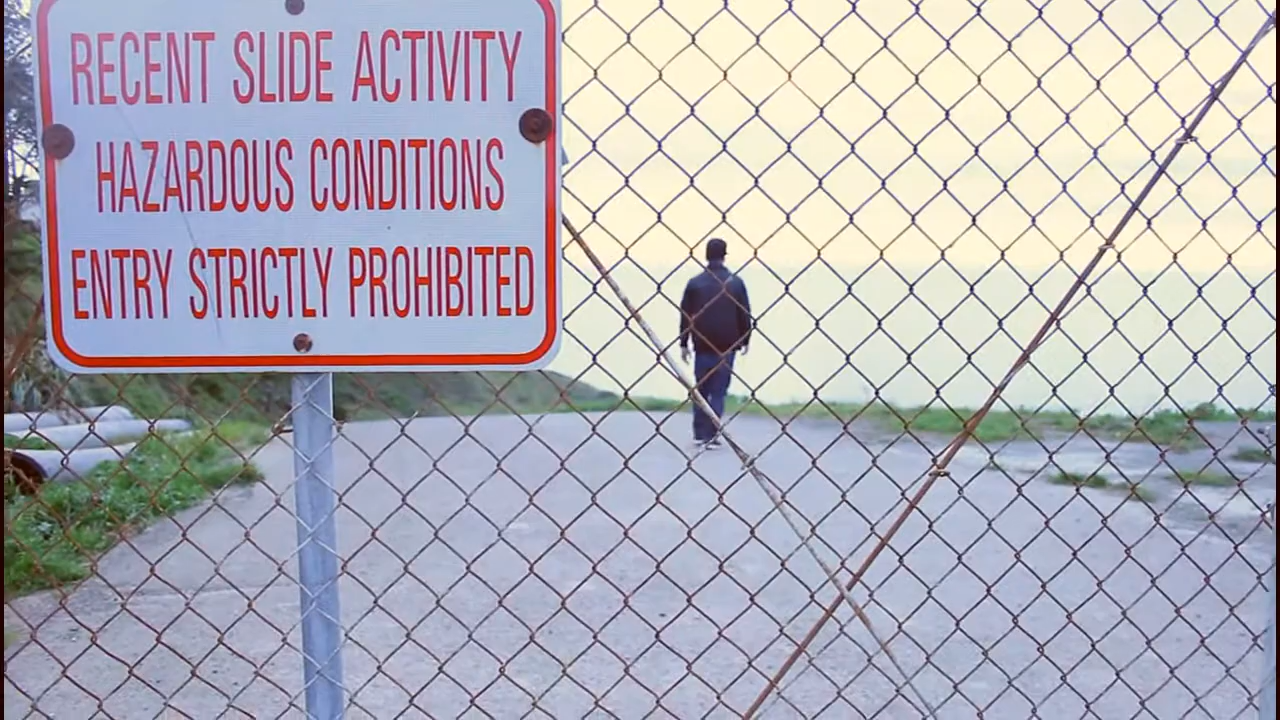 RECENT SLIDE ACTIVITY
HAZARDOUS CONDITIONS
ENTRY STRICTLY PROHIBITED